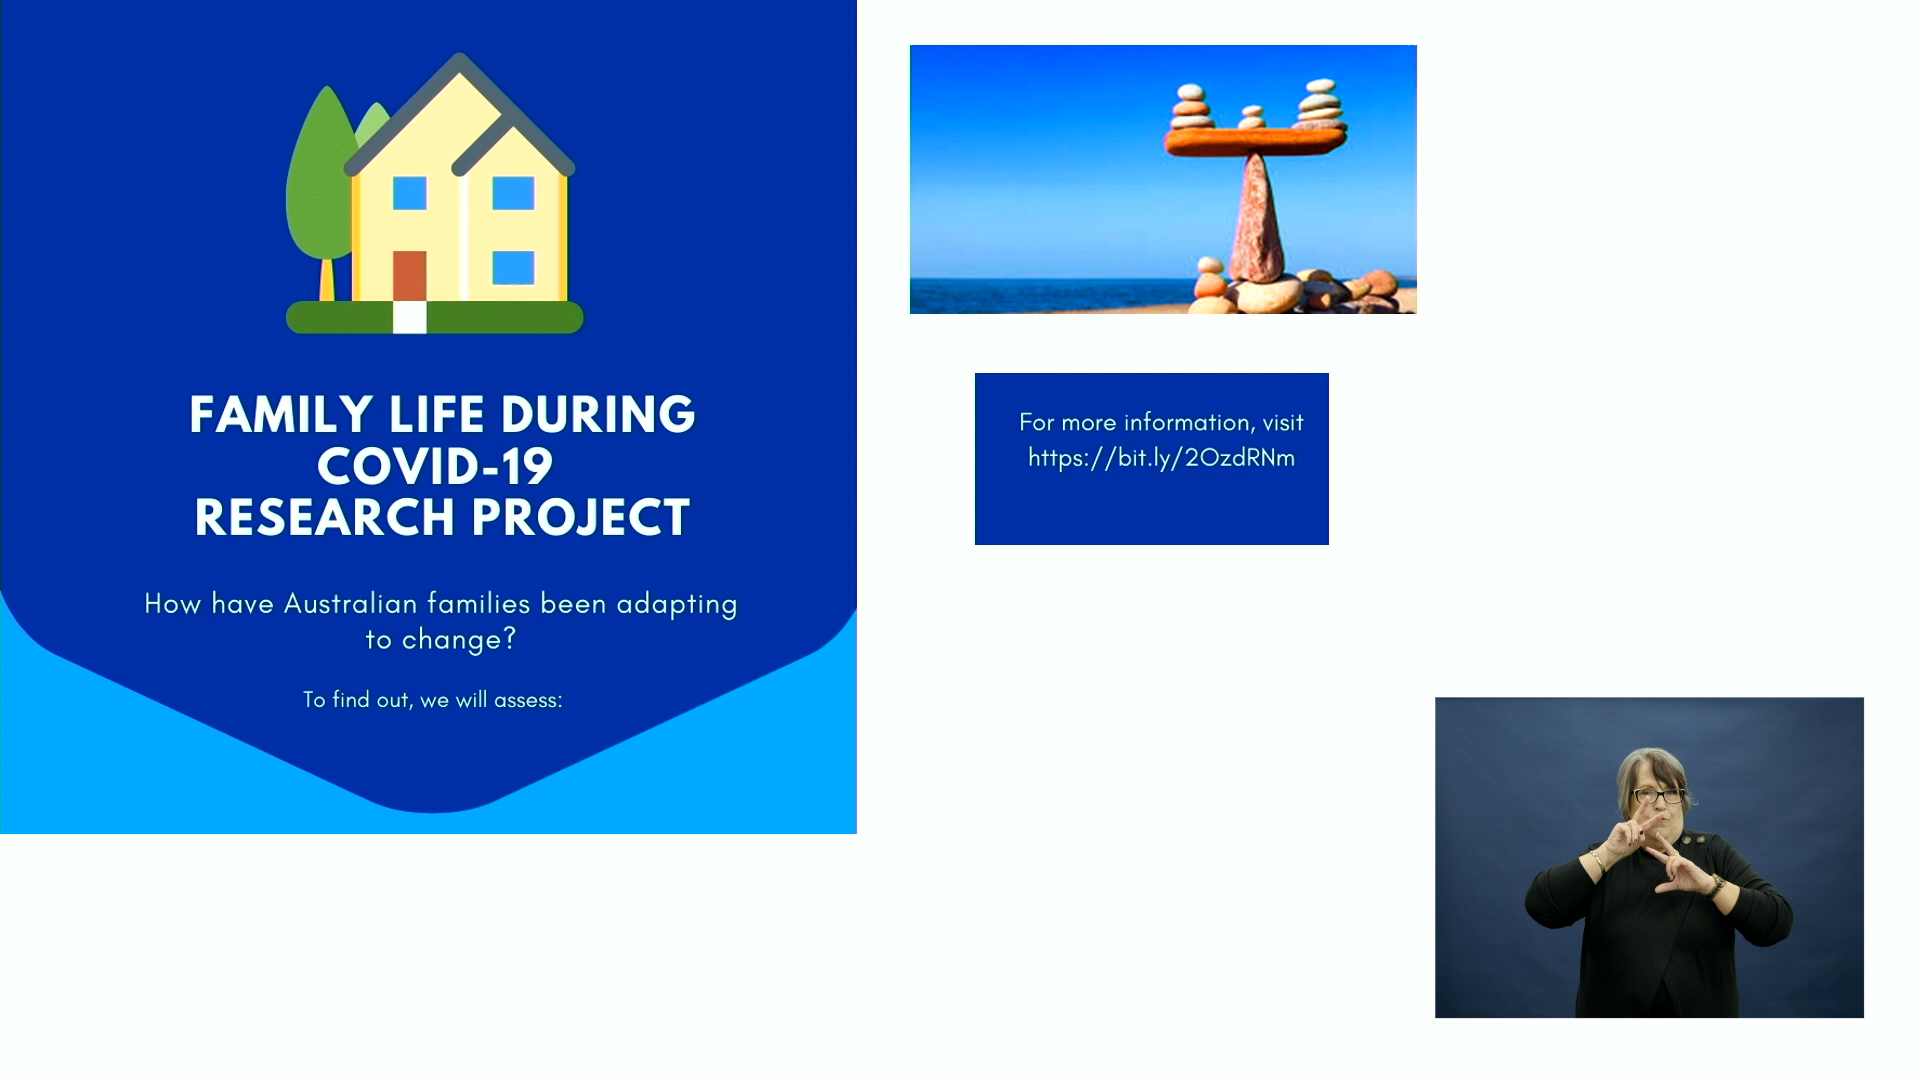 FAMILY LIFE DURING
COVID-19
RESEARCH PROJECT
How have Australian families been adapting
to change?
To find out, we will assess:
For more information, visit
https://bit.ly/2OzdRNm